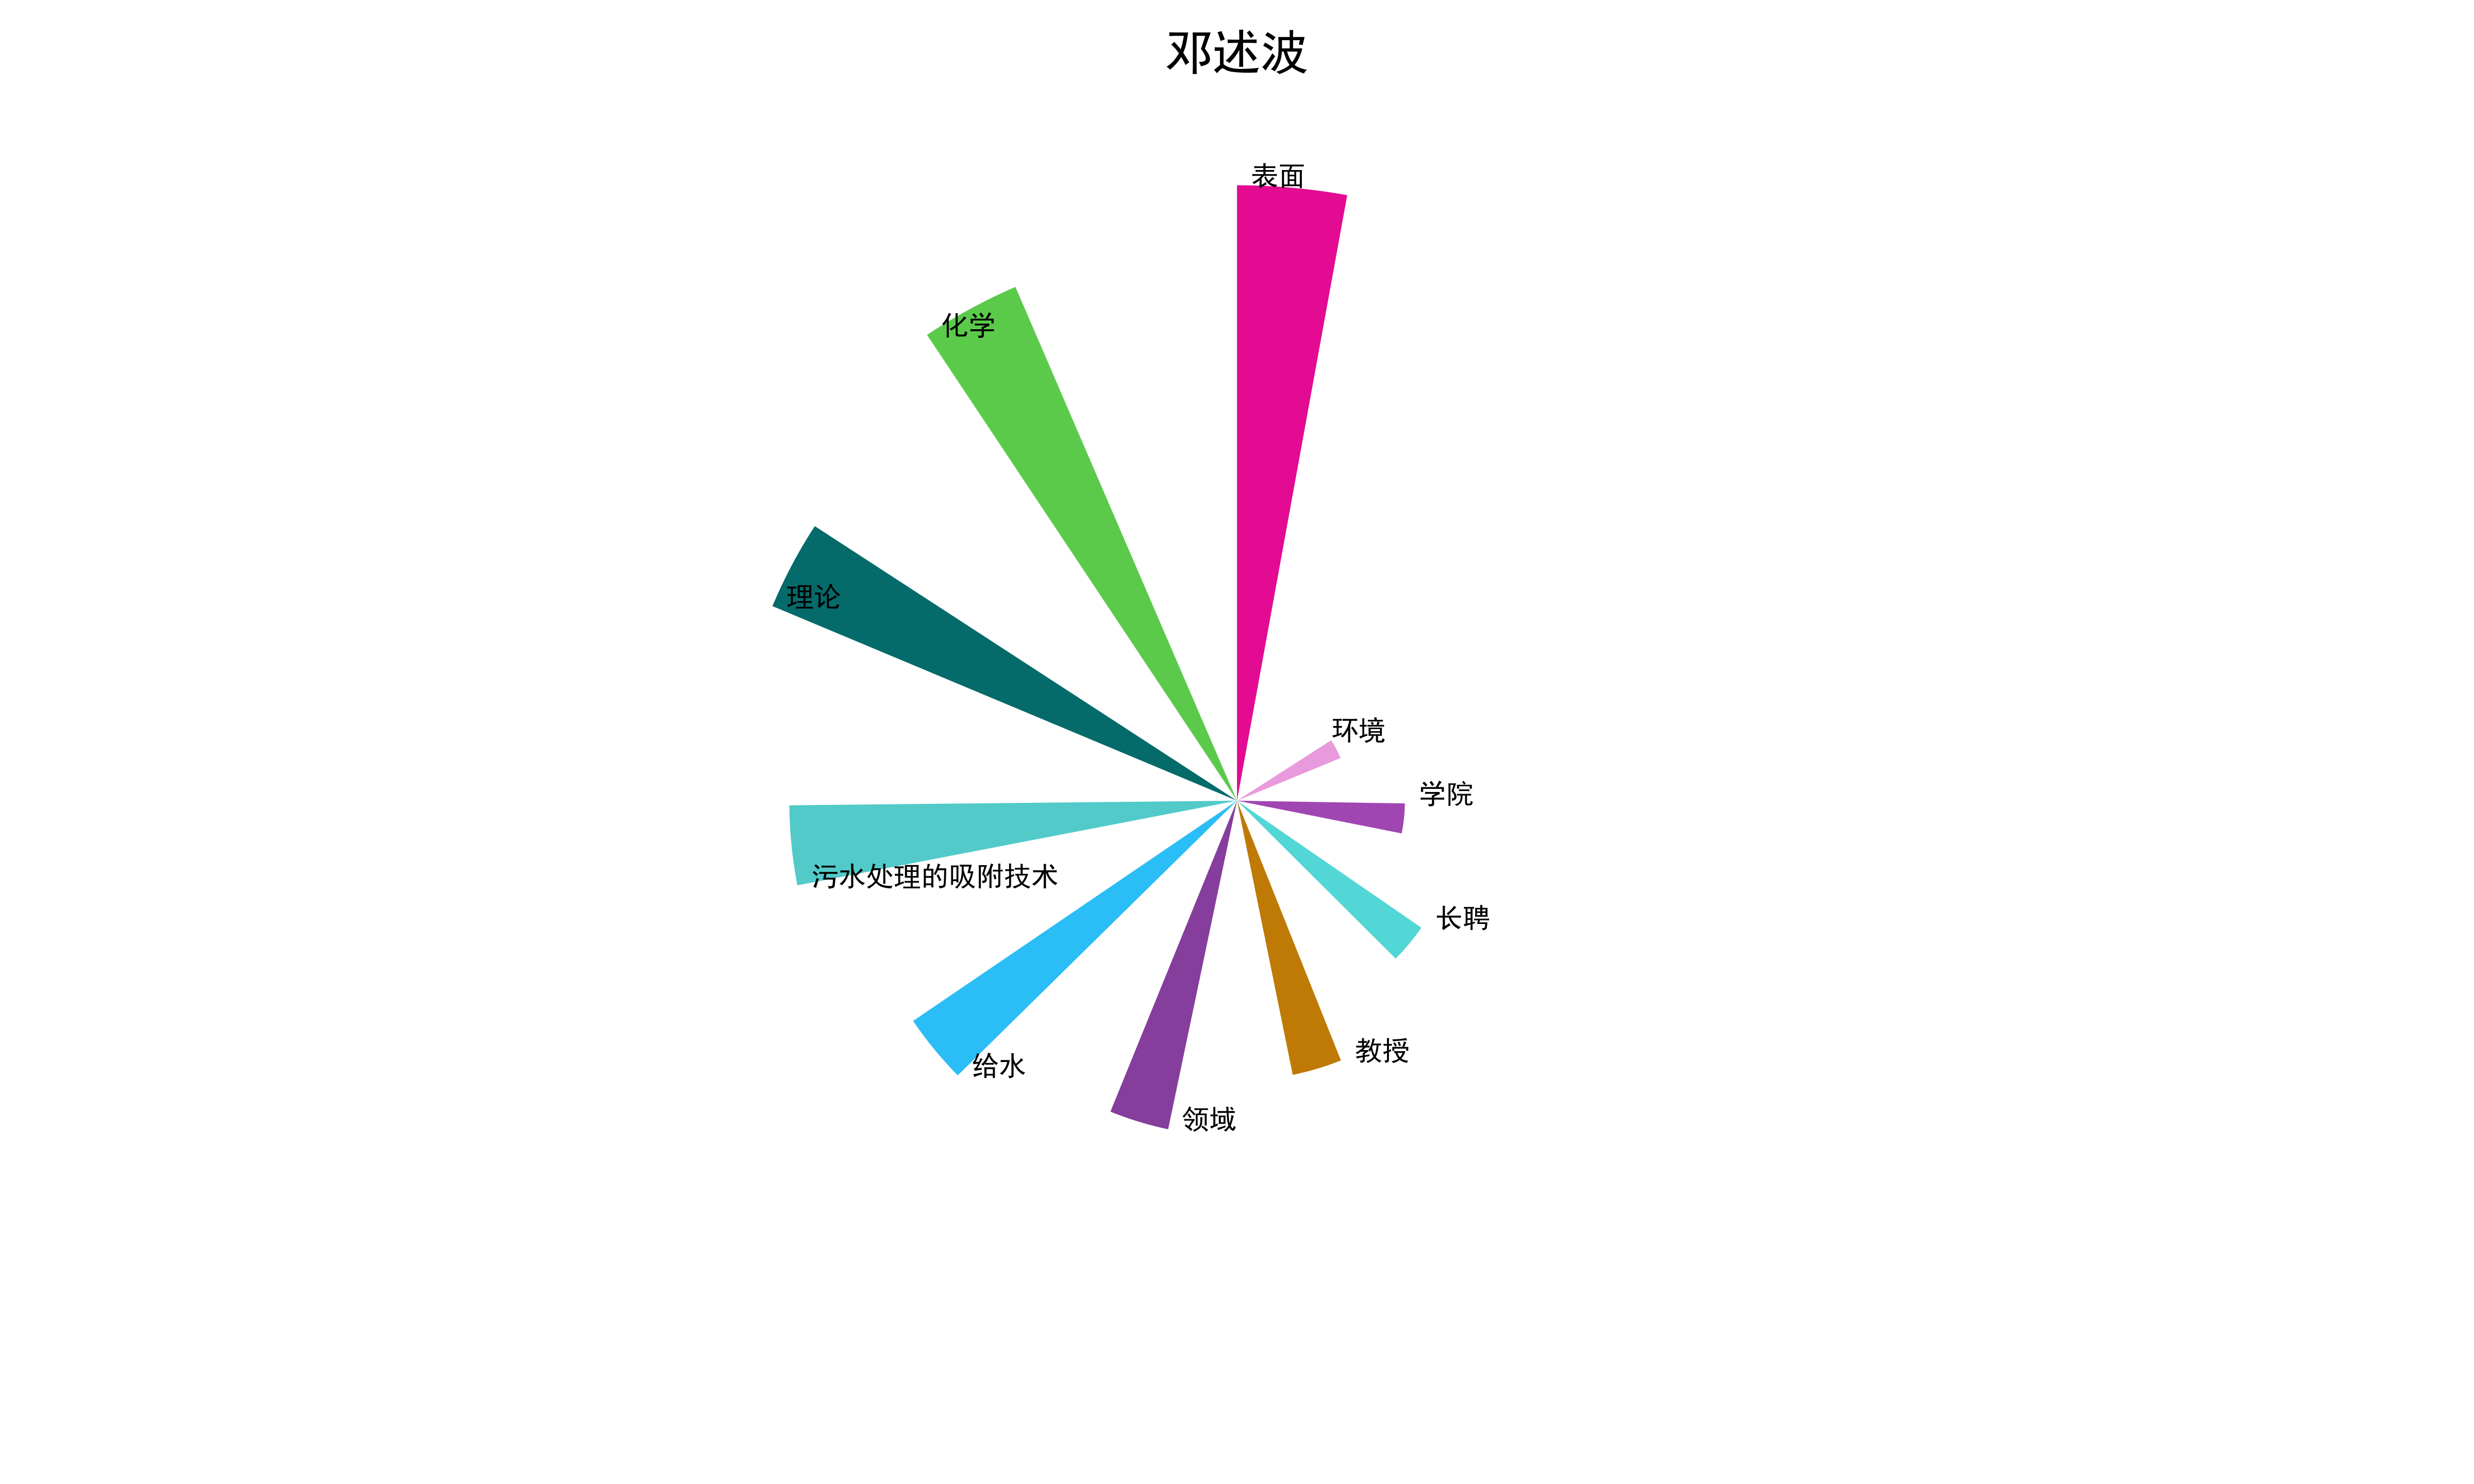 邓述波
表面
化学
理论
环境
学院
污水处理的吸附技术
长聘
教授
给水
领域